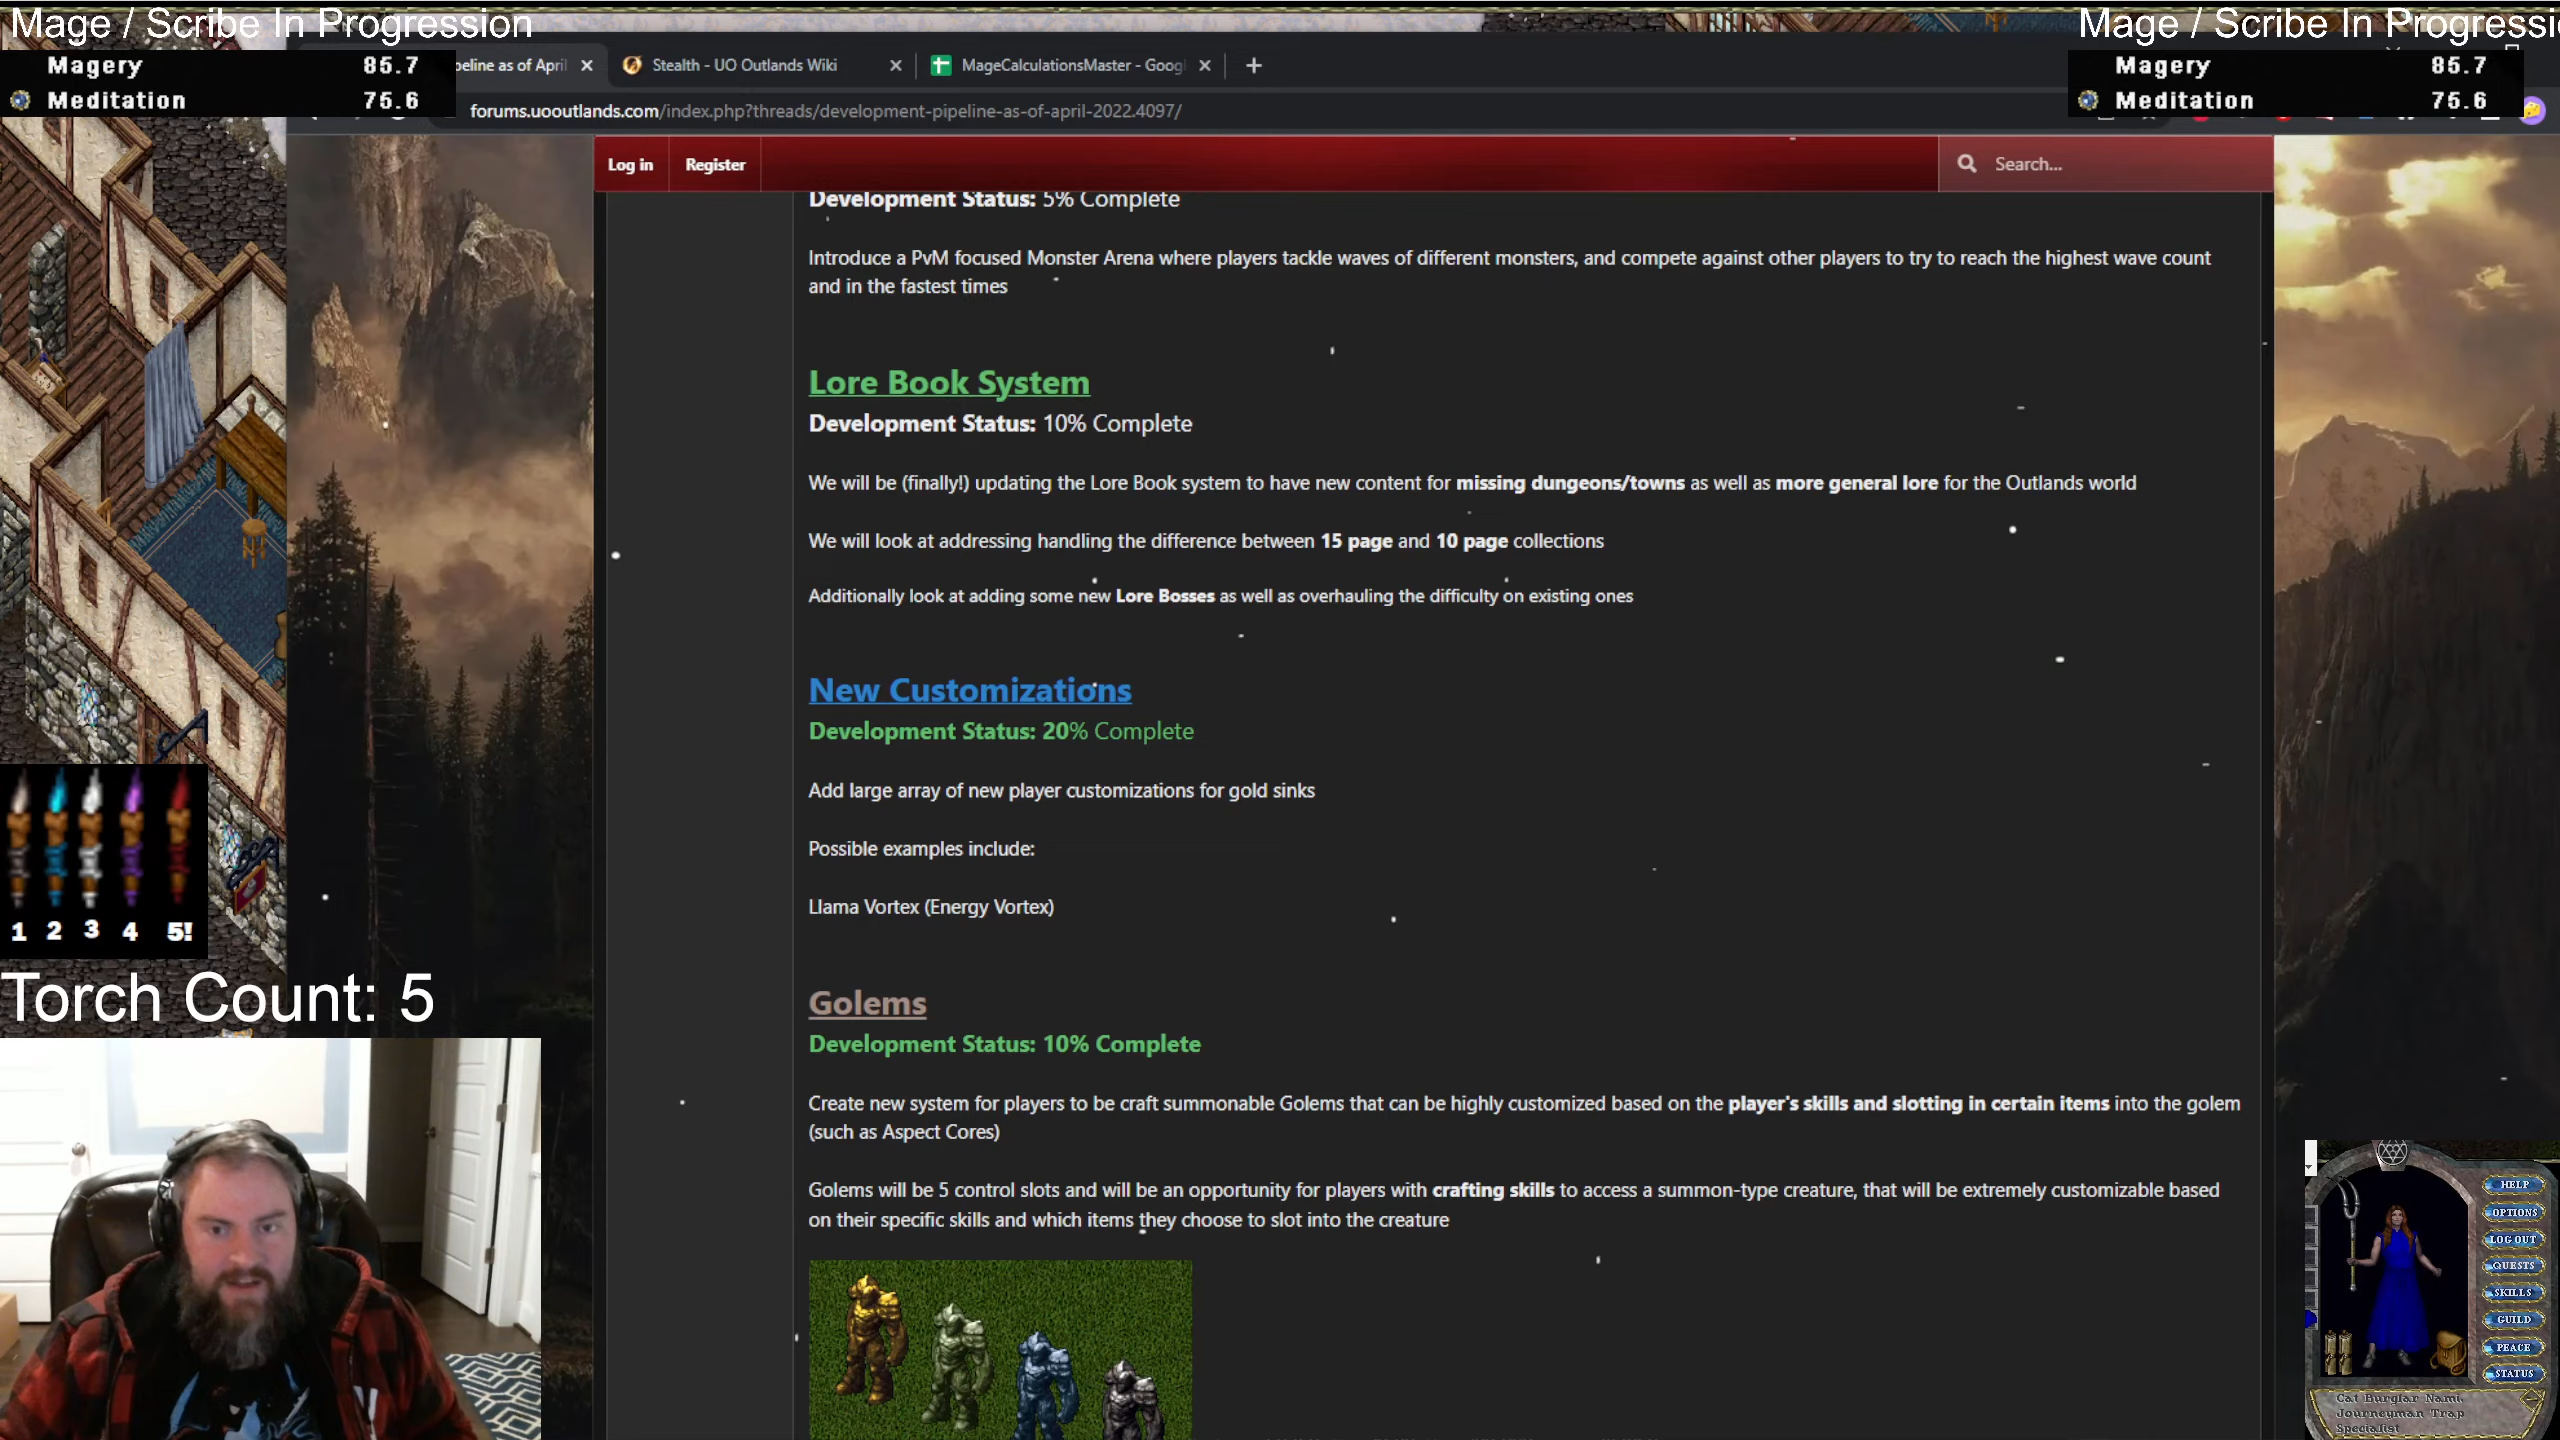 Mage / Scribe In Progression
Magery 85.7
Meditation 75.6
Mage / Scribe In Progressi
Magery 85.7
Meditation 75.6
peline as of April
Stealth - UO Outlands Wiki
MageCalculationsMaster - Goog
forums.uooutlands.com/index.php?threads/development-pipeline-as-of-april-2022.4097/
Log in
Register
Search...
Development Status: 5% Complete
Introduce a PvM focused Monster Arena where players tackle waves of different monsters, and compete against other players to try to reach the highest wave count
and in the fastest times
Lore Book System
Development Status: 10% Complete
We will be (finally!) updating the Lore Book system to have new content for missing dungeons/towns as well as more general lore for the Outlands world
We will look at addressing handling the difference between 15 page and 10 page collections
Additionally look at adding some new Lore Bosses as well as overhauling the difficulty on existing ones
New Customizations
Development Status: 20% Complete
Add large array of new player customizations for gold sinks
Possible examples include:
Llama Vortex (Energy Vortex)
Golems
Development Status: 10% Complete
Create new system for players to be craft summonable Golems that can be highly customized based on the player's skills and slotting in certain items into the golem
(such as Aspect Cores)
Golems will be 5 control slots and will be an opportunity for players with crafting skills to access a summon-type creature, that will be extremely customizable based
on their specific skills and which items they choose to slot into the creature
1 2 3 4 5!
Torch Count: 5
HELP
OPTIONS
LOG OUT
QUESTS
SKILLS
GUILD
PEACE
STATUS
Cat Burglar Nami,
Journeyman Trap
Specialist